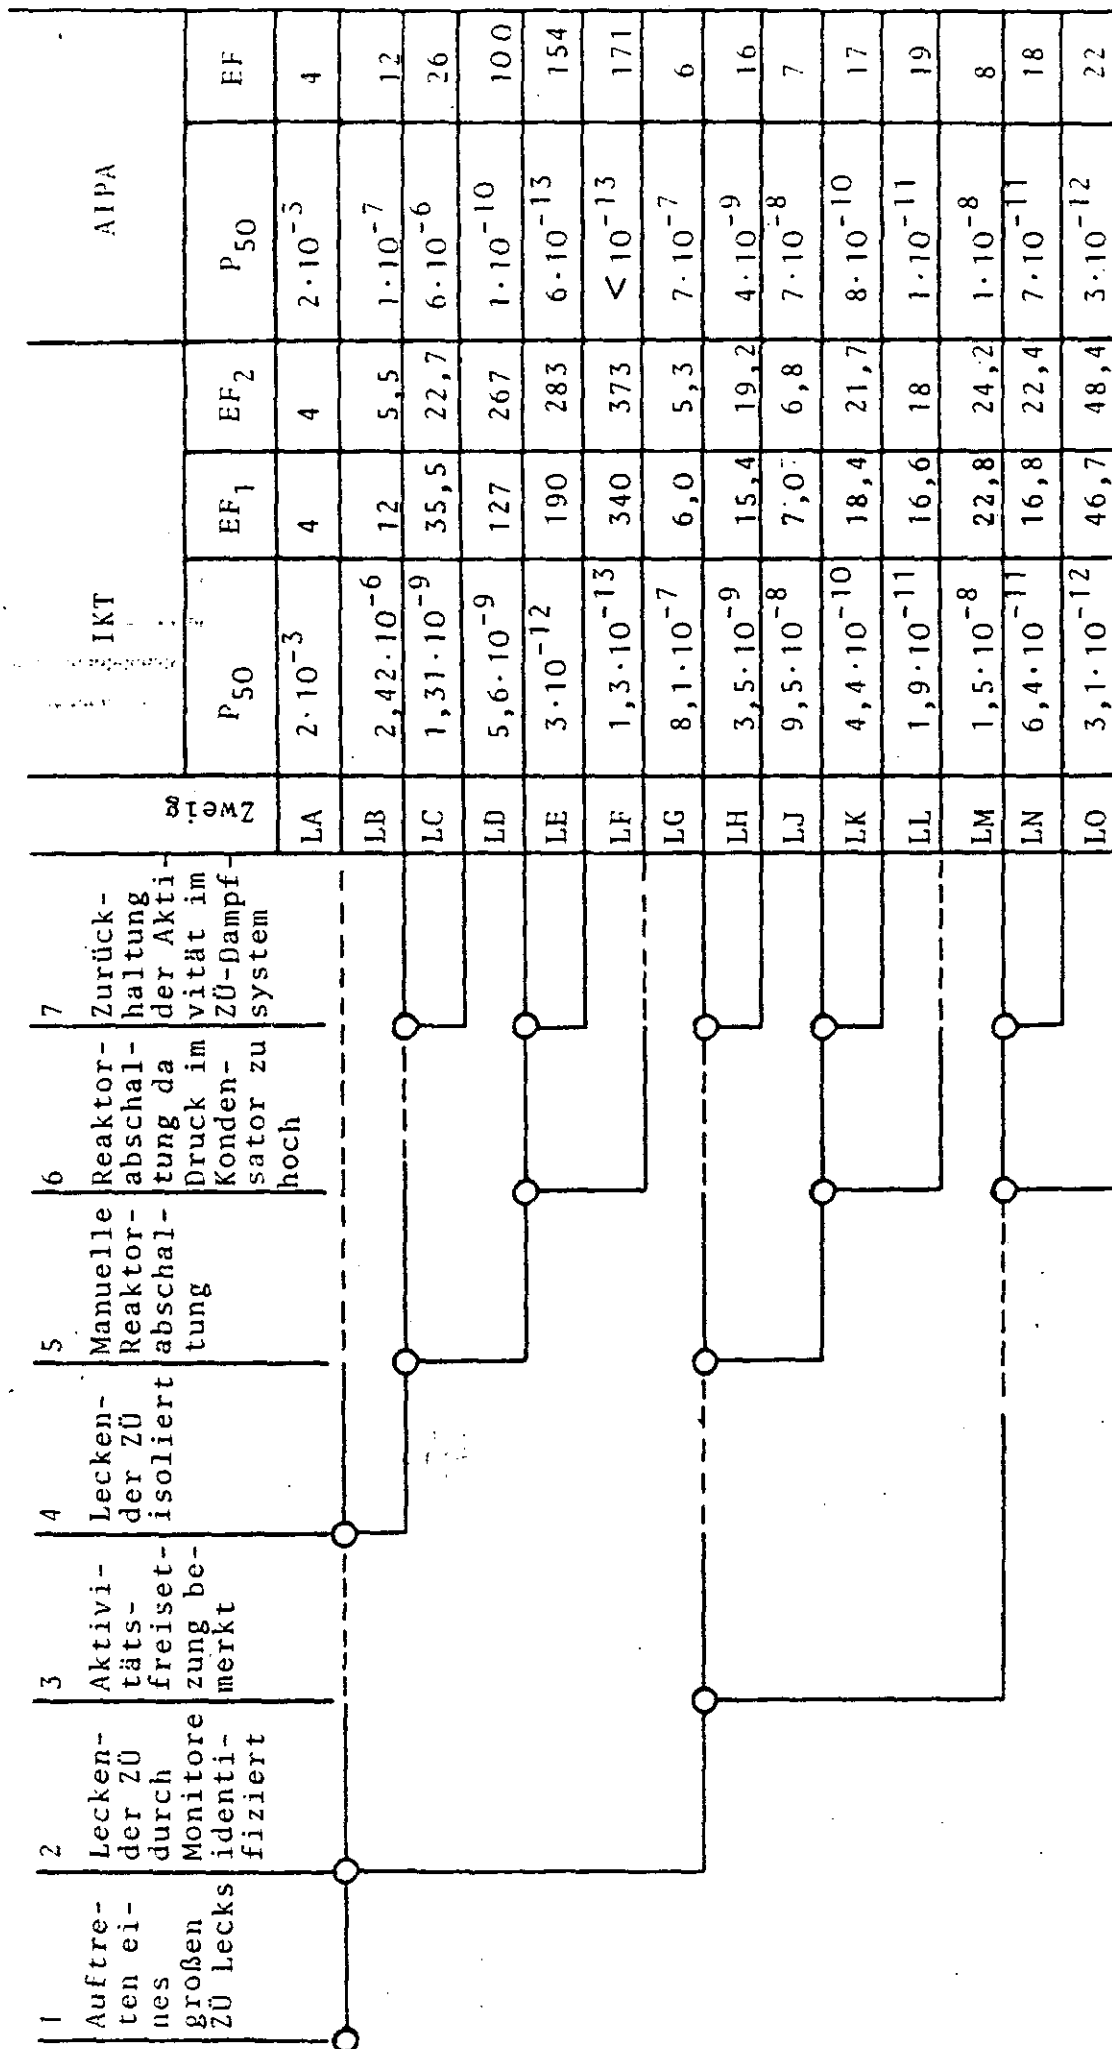 1
Auftre-
ten ei-
nes
großen
ZÜ Lecks
2
Lecken-
der ZÜ
durch
Monitore
identi-
fiziert
3
Aktivi-
täts-
freiset-
zung be-
merkt
4
Lecken-
der ZÜ
isoliert
5
Manuelle
Reaktor-
abschal-
tung
6
Reaktor-
abschal-
tung da
Druck im
Konden-
sator zu
hoch
7
Zurück-
haltung
der Akti-
vität im
ZÜ-Dampf-
system
Zweig IKT AIPA
P50 EF1 EF2 P50 EF
LA 2·10⁻³ 4 4 2·10⁻³ 4
LB 2,42·10⁻⁶ 12 5,5 1·10⁻⁷ 12
LC 1,31·10⁻⁹ 35,5 22,7 6·10⁻⁶ 26
LD 5,6·10⁻⁹ 127 267 1·10⁻¹⁰ 100
LE 3·10⁻¹² 190 283 6·10⁻¹³ 154
LF 1,3·10⁻¹³ 340 373 <10⁻¹³ 171
LG 8,1·10⁻⁷ 6,0 5,3 7·10⁻⁷ 6
LH 3,5·10⁻⁹ 15,4 19,2 4·10⁻⁹ 16
LJ 9,5·10⁻⁸ 7,0 6,8 7·10⁻⁸ 7
LK 4,4·10⁻¹⁰ 18,4 21,7 8·10⁻¹⁰ 17
LL 1,9·10⁻¹¹ 16,6 18 1·10⁻¹¹ 19
LM 1,5·10⁻⁸ 22,8 24,2 1·10⁻⁸ 8
LN 6,4·10⁻¹¹ 16,8 22,4 7·10⁻¹¹ 18
LO 3,1·10⁻¹² 46,7 48,4 3·10⁻¹² 22